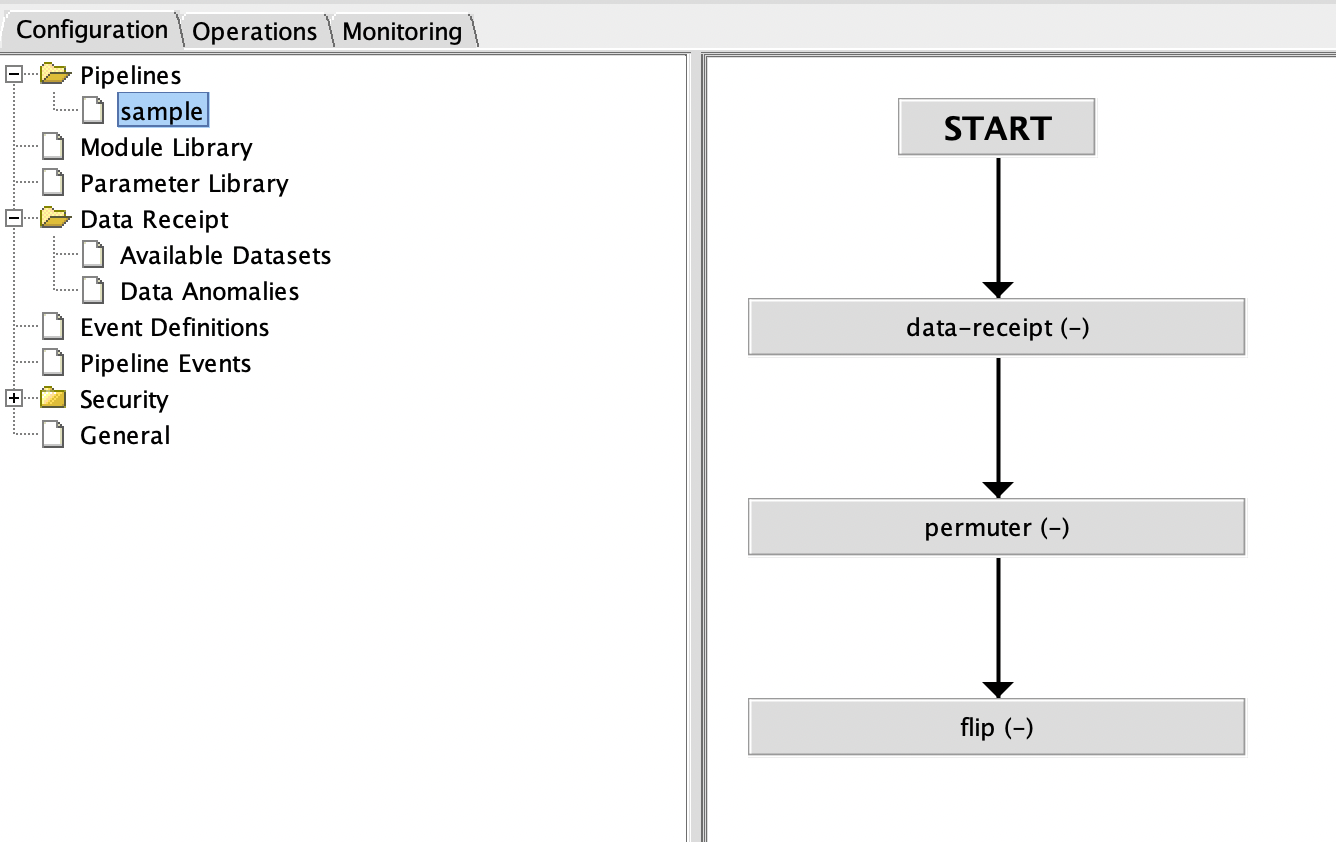 Configuration Operations Monitoring
Pipelines
sample
Module Library
Parameter Library
Data Receipt
Available Datasets
Data Anomalies
Event Definitions
Pipeline Events
Security
General
START
data-receipt (-)
permuter (-)
flip (-)